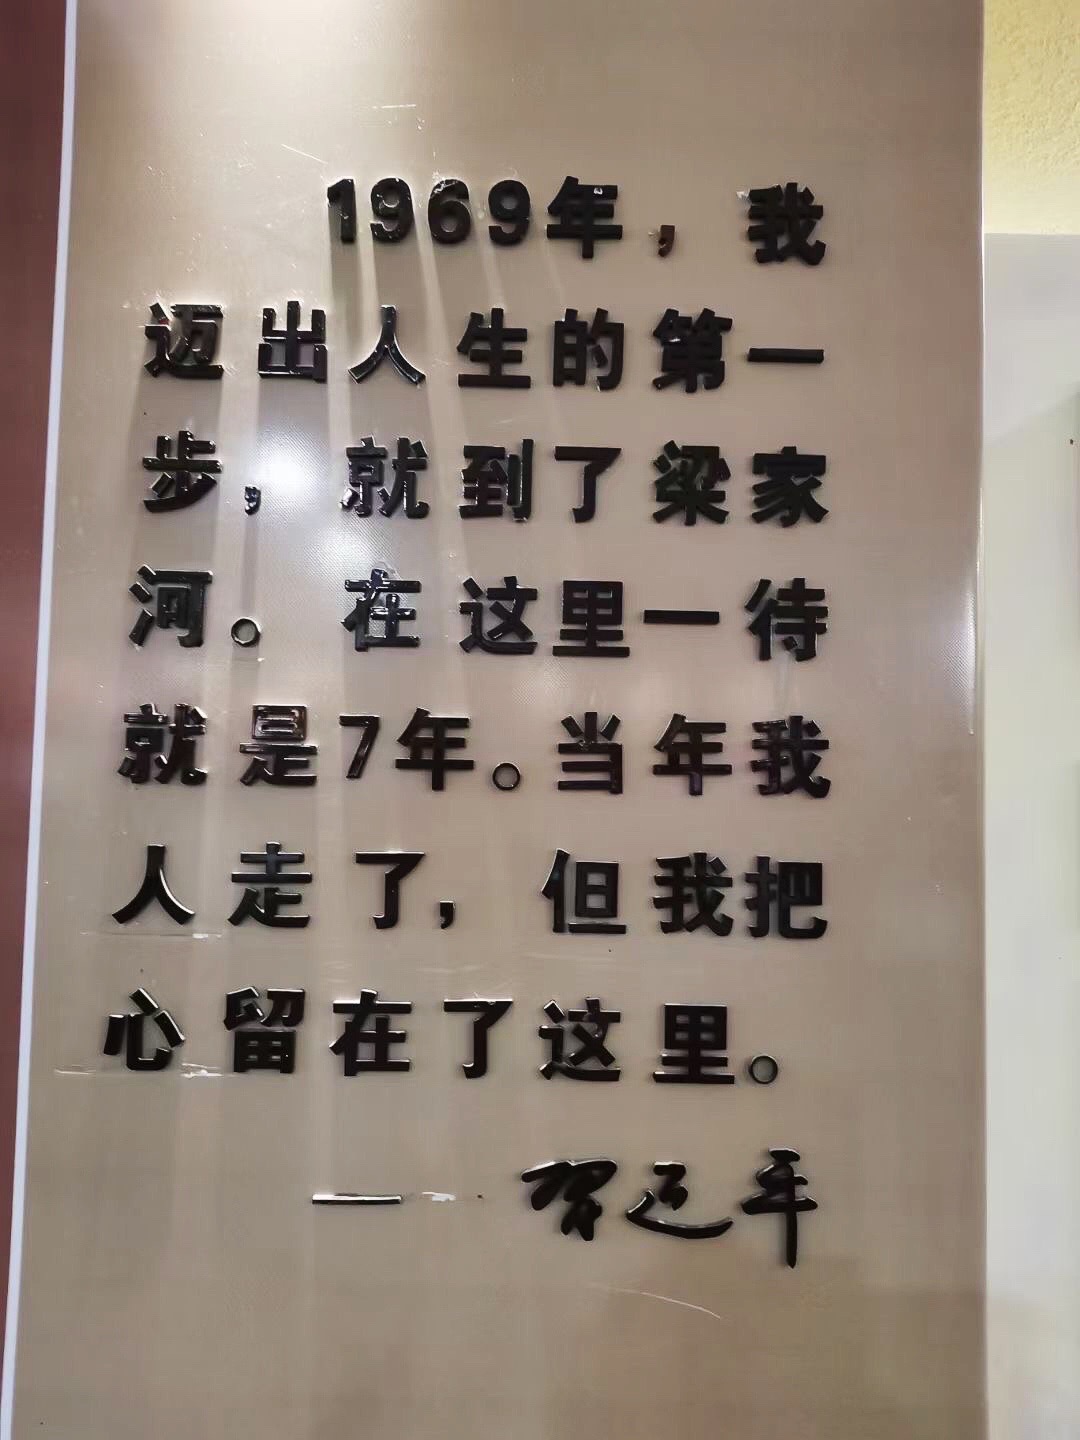 1969年，我
迈出人生的第一
步，就到了梁家
河。在这里一待
就是7年。当年我
人走了，但我把
心留在了这里。
— 习近平